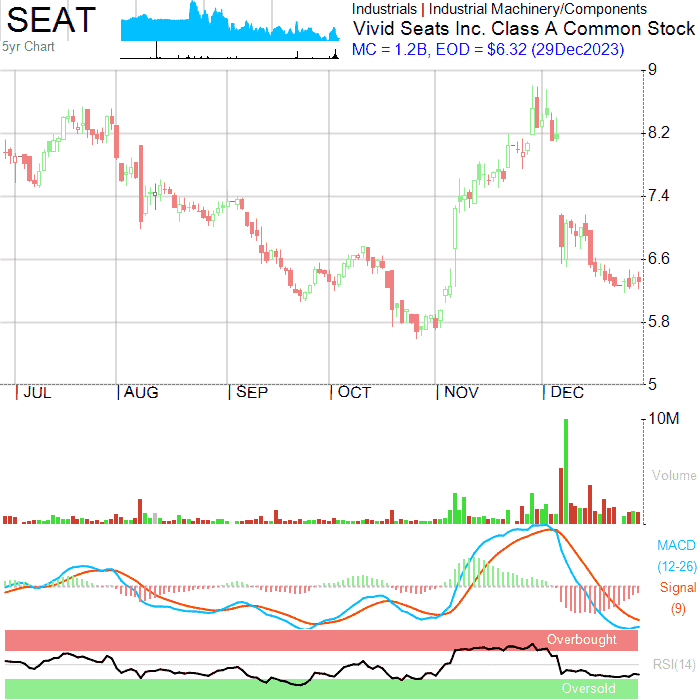 SEAT
5yr Chart
Industrials | Industrial Machinery/Components
Vivid Seats Inc. Class A Common Stock
MC = 1.2B, EOD = $6.32 (29Dec2023)
9
8.2
7.4
6.6
5.8
5
JUL AUG SEP OCT NOV DEC
10M
Volume
MACD
(12-26)
Signal
(9)
Overbought
RSI(14)
Oversold